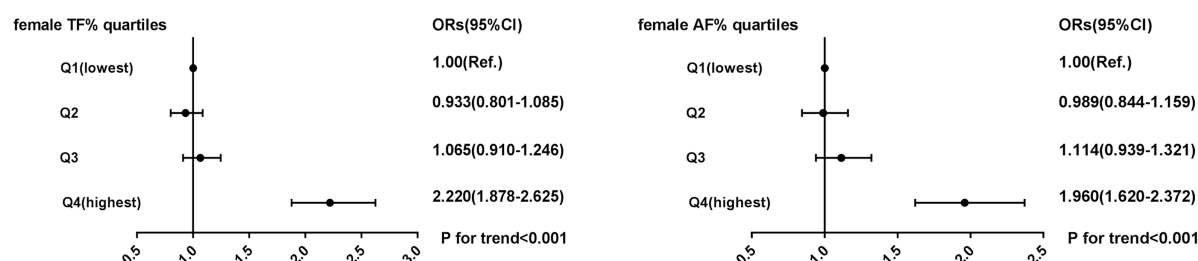 female TF% quartiles ORs(95%CI)
Q1(lowest) 1.00(Ref.)
Q2 0.933(0.801-1.085)
Q3 1.065(0.910-1.246)
Q4(highest) 2.220(1.878-2.625)
P for trend<0.001
0.5 1.0 1.5 2.0 2.5 3.0
female AF% quartiles ORs(95%CI)
Q1(lowest) 1.00(Ref.)
Q2 0.989(0.844-1.159)
Q3 1.114(0.939-1.321)
Q4(highest) 1.960(1.620-2.372)
P for trend<0.001
0.5 1.0 1.5 2.0 2.5